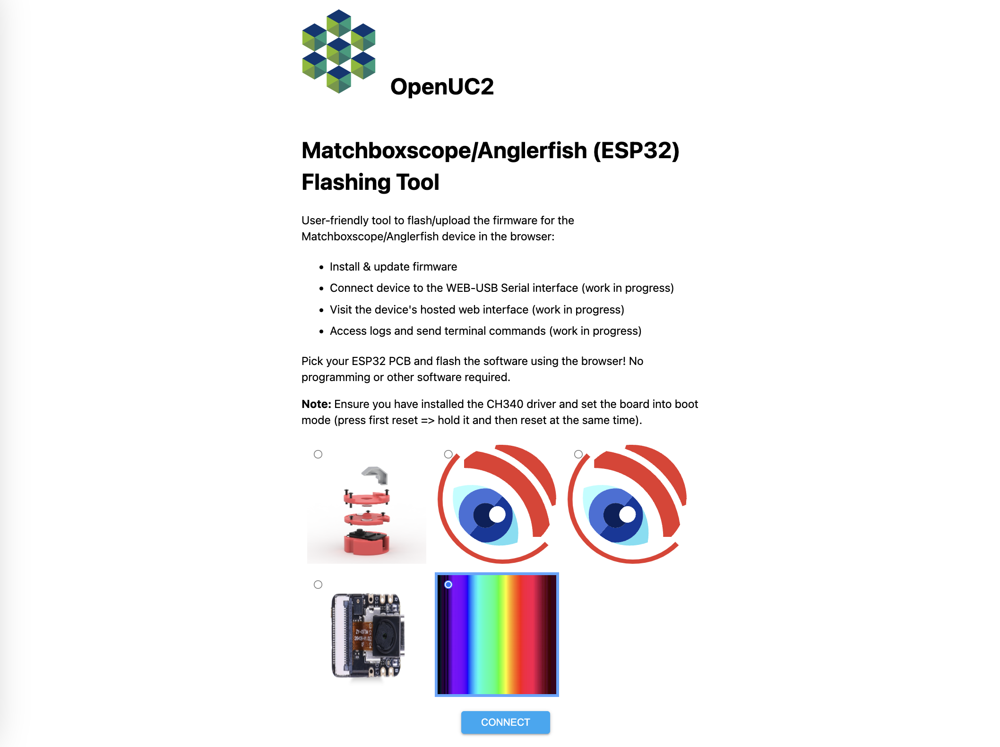 OpenUC2
Matchboxscope/Anglerfish (ESP32)
Flashing Tool
User-friendly tool to flash/upload the firmware for the
Matchboxscope/Anglerfish device in the browser:
Install & update firmware
Connect device to the WEB-USB Serial interface (work in progress)
Visit the device's hosted web interface (work in progress)
Access logs and send terminal commands (work in progress)
Pick your ESP32 PCB and flash the software using the browser! No
programming or other software required.
Note: Ensure you have installed the CH340 driver and set the board into boot
mode (press first reset => hold it and then reset at the same time).
CONNECT